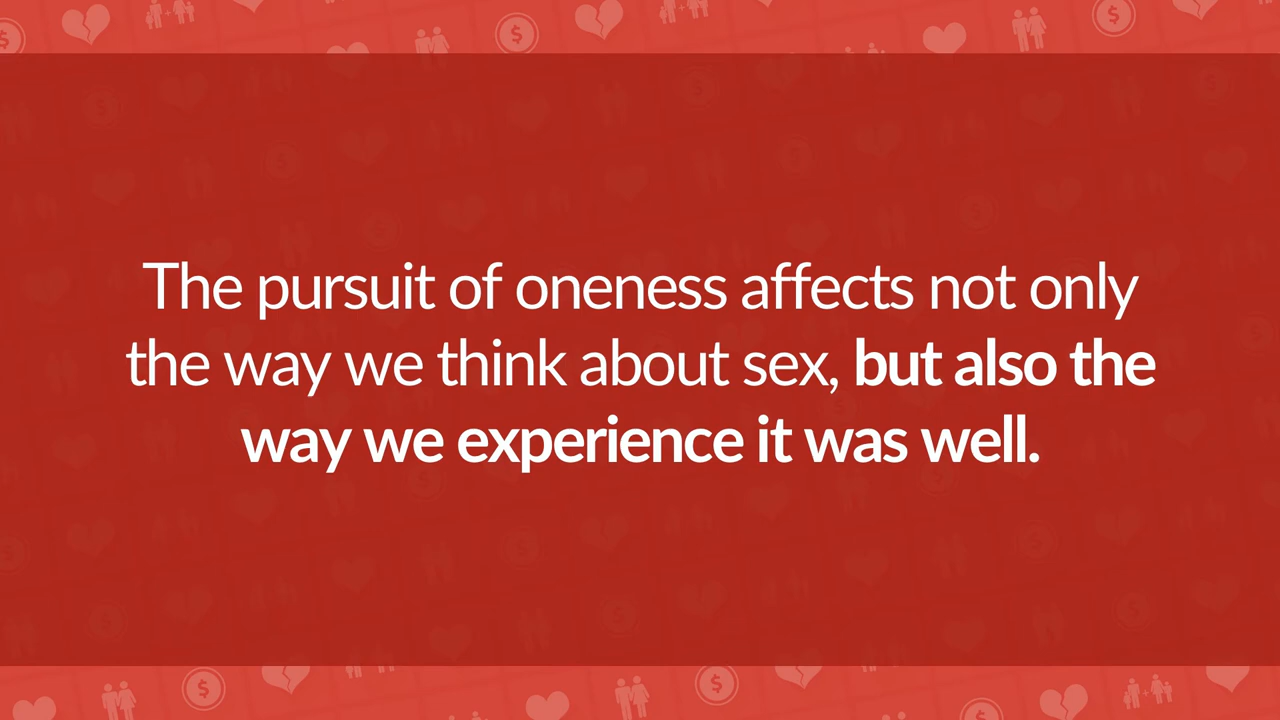 The pursuit of oneness affects not only
the way we think about sex, but also the
way we experience it was well.